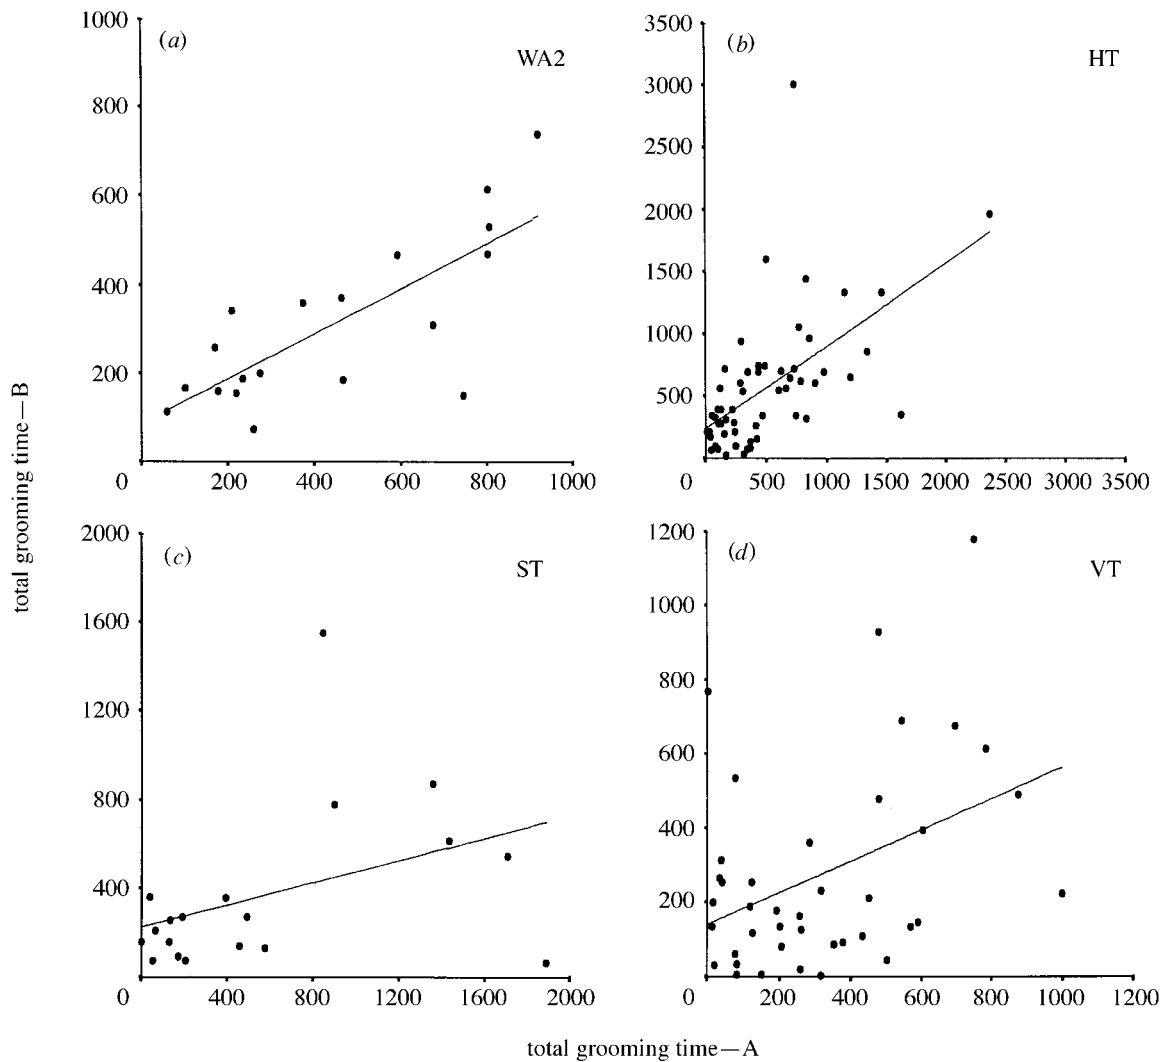 (a)
WA2
1000
800
600
400
200
0
200 400 600 800 1000
(b)
HT
3500
3000
2500
2000
1500
1000
500
0
500 1000 1500 2000 2500 3000 3500
(c)
ST
2000
1600
1200
800
400
0
400 800 1200 1600 2000
(d)
VT
1200
1000
800
600
400
200
0
200 400 600 800 1000 1200
total grooming time—B
total grooming time—A